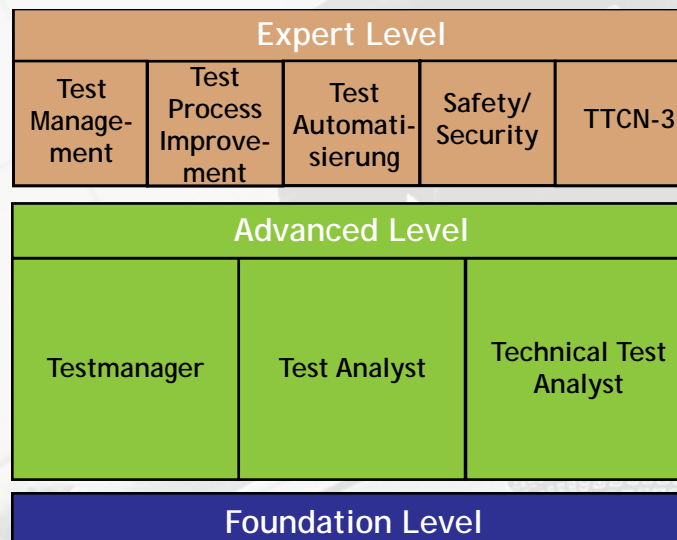 Expert Level
Test
Manage-
ment
Test
Process
Improve-
ment
Test
Automati-
sierung
Safety/
Security
TTCN-3
Advanced Level
Testmanager
Test Analyst
Technical Test
Analyst
Foundation Level